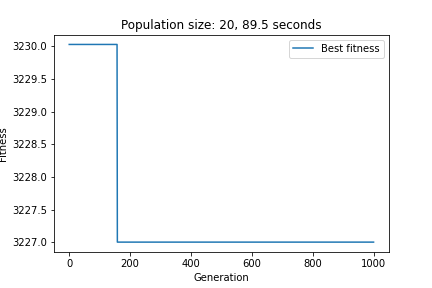 Population size: 20, 89.5 seconds
Best fitness
3230.0
3229.5
3229.0
3228.5
3228.0
3227.5
3227.0
Fitness
0 200 400 600 800 1000
Generation